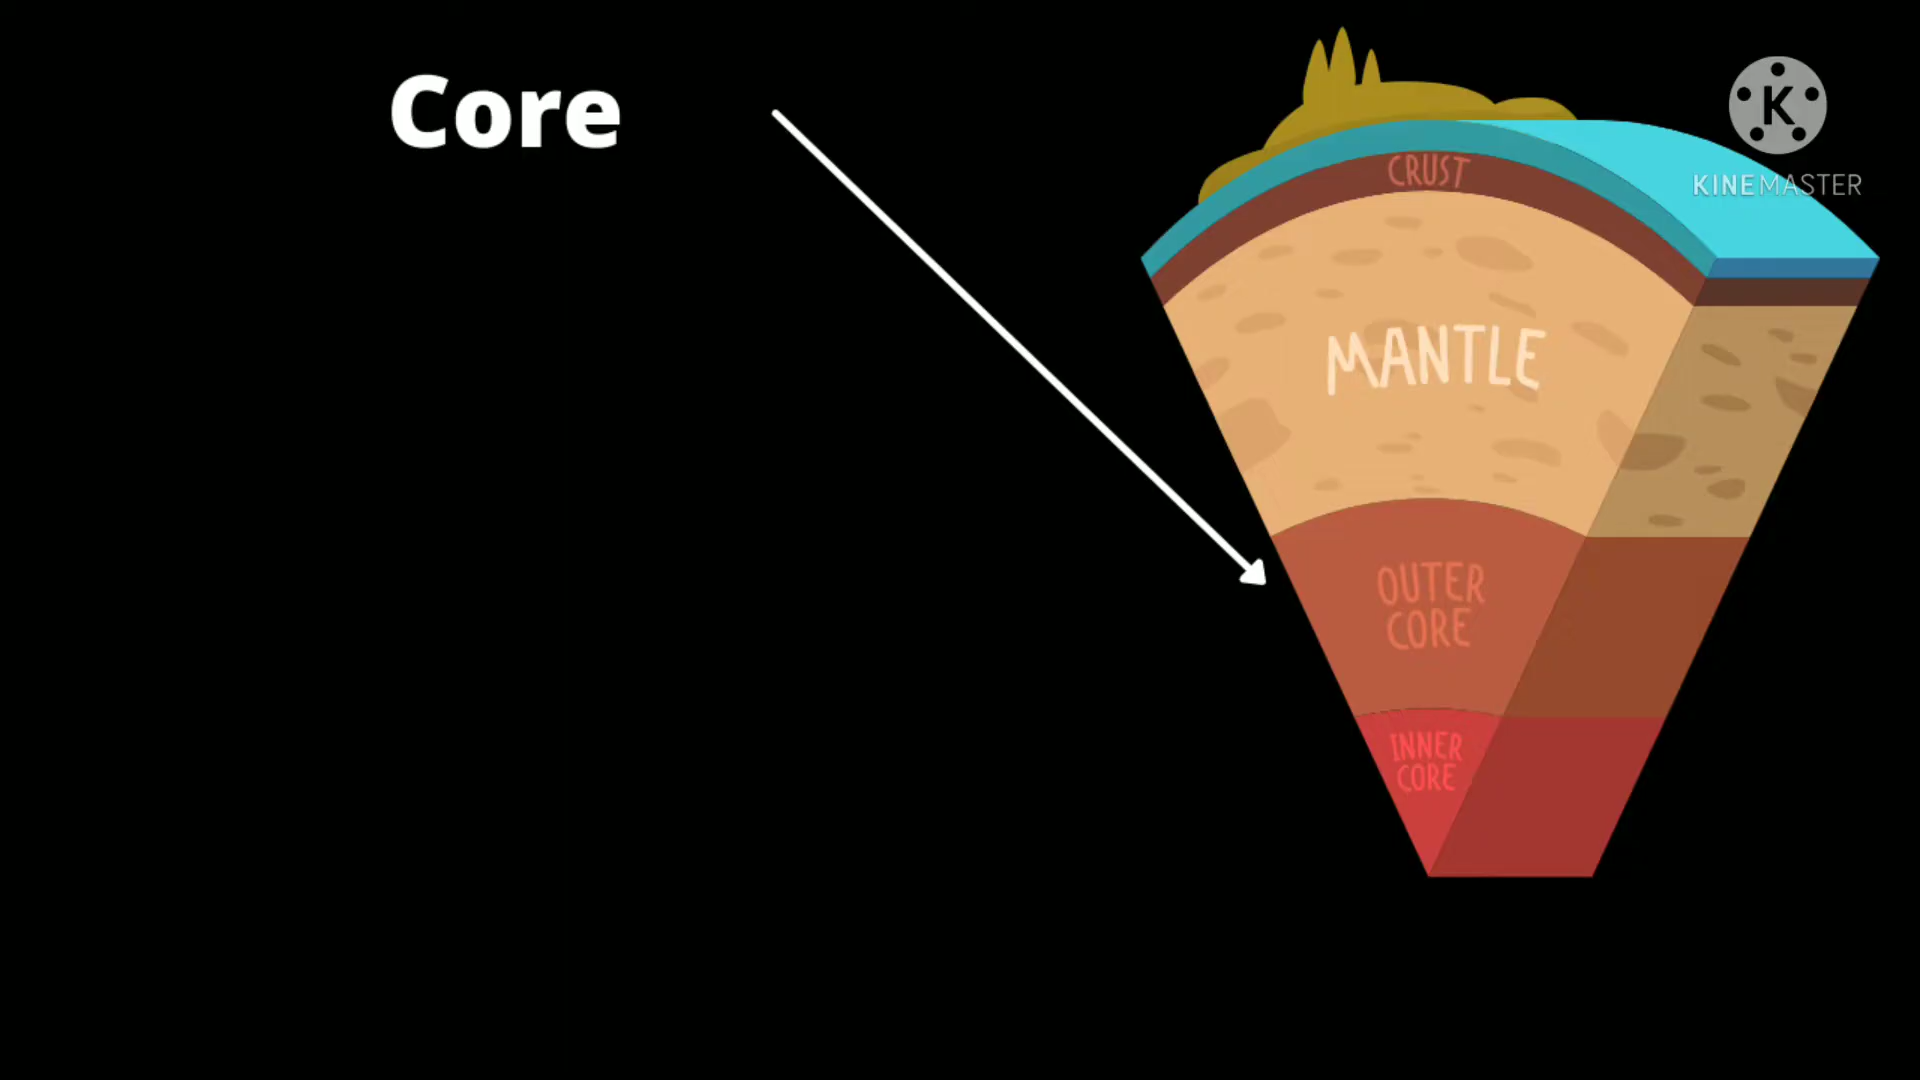 Core
K
KINEMASTER
CRUST
MANTLE
OUTER
CORE
INNER
CORE